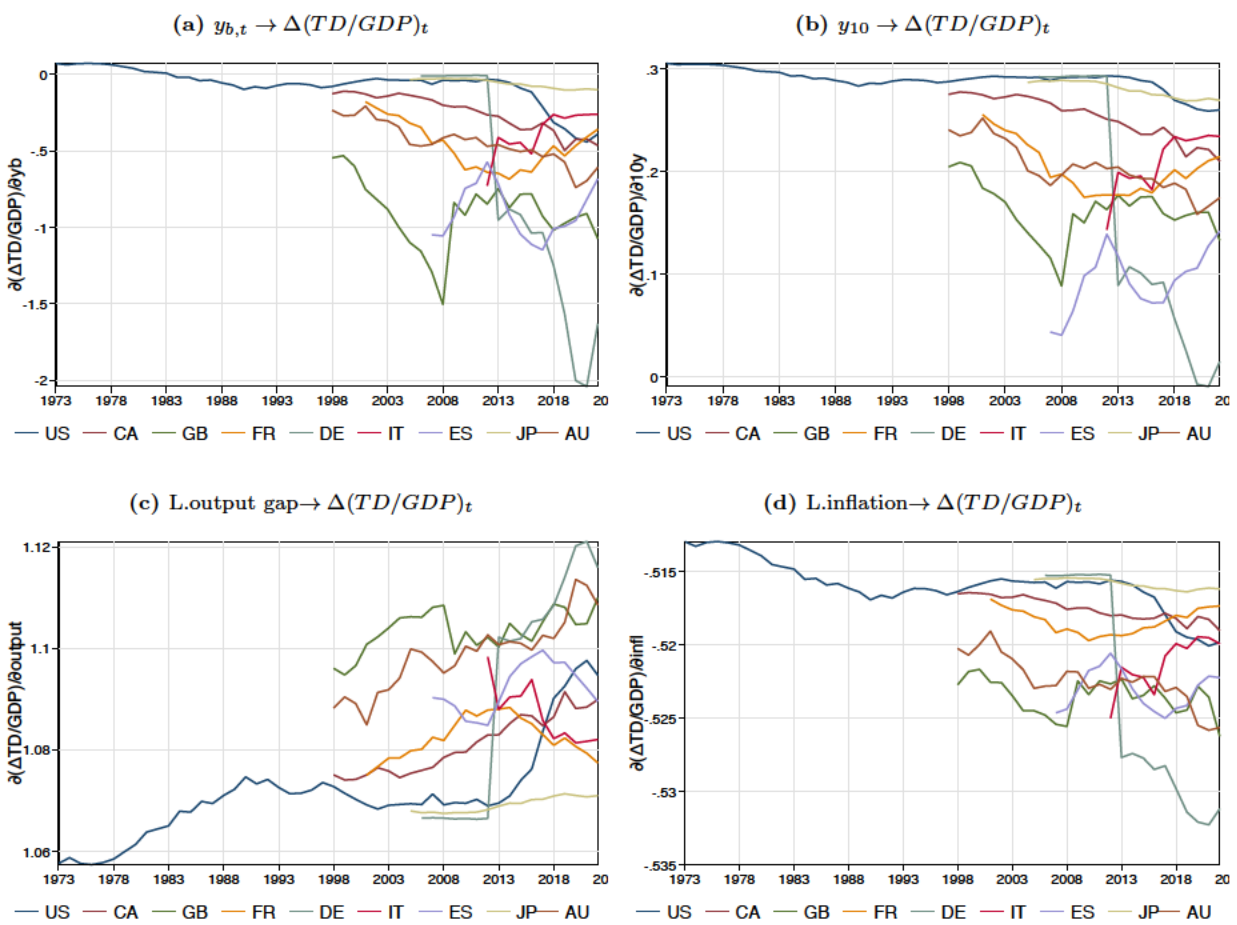 (a) y_{b,t} → Δ(TD/GDP)_t
∂(ΔTD/GDP)/∂yb
0
-.5
-1
-1.5
-2
1973 1978 1983 1988 1993 1998 2003 2008 2013 2018 20
US CA GB FR DE IT ES JP AU
(b) y_{10} → Δ(TD/GDP)_t
∂(ΔTD/GDP)/∂10y
.3
.2
.1
0
1973 1978 1983 1988 1993 1998 2003 2008 2013 2018 20
US CA GB FR DE IT ES JP AU
(c) L.output gap→ Δ(TD/GDP)_t
∂(ΔTD/GDP)/∂output
1.12
1.1
1.08
1.06
1973 1978 1983 1988 1993 1998 2003 2008 2013 2018 20
US CA GB FR DE IT ES JP AU
(d) L.inflation→ Δ(TD/GDP)_t
∂(ΔTD/GDP)/∂infl
-.515
-.52
-.525
-.53
-.535
1973 1978 1983 1988 1993 1998 2003 2008 2013 2018 20
US CA GB FR DE IT ES JP AU